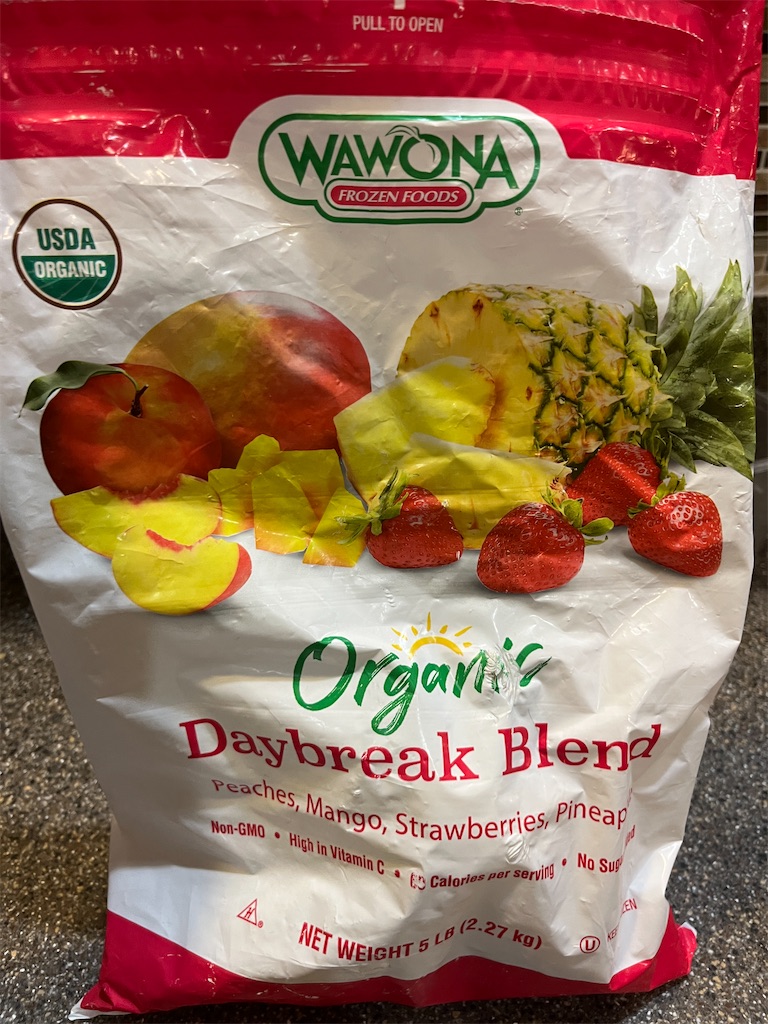 PULL TO OPEN
WAWONA
FROZEN FOODS
USDA
ORGANIC
Organic
Daybreak Blend
Peaches, Mango, Strawberries,
Non-GMO • High in Vitamin C • Calories per serving • No
H
NET WEIGHT 5 LB (2.27 kg)
U